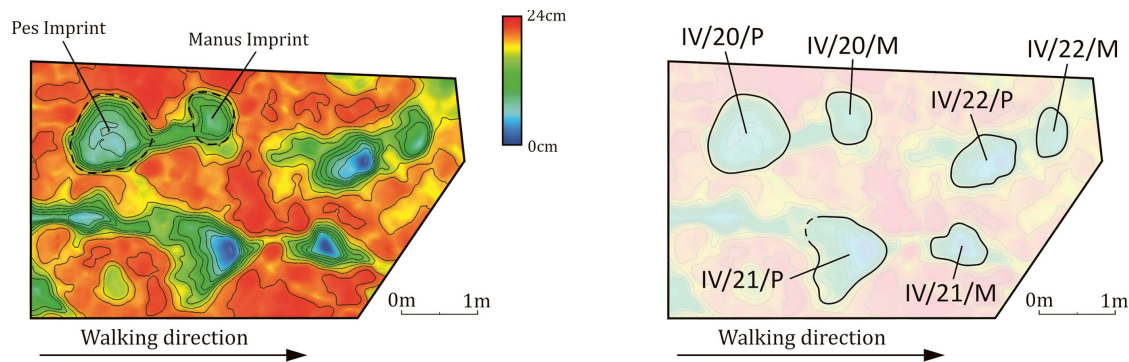 Pes Imprint
Manus Imprint
24cm
0cm
0m 1m
Walking direction
IV/20/P
IV/20/M
IV/22/M
IV/22/P
IV/21/P
IV/21/M
0m 1m
Walking direction